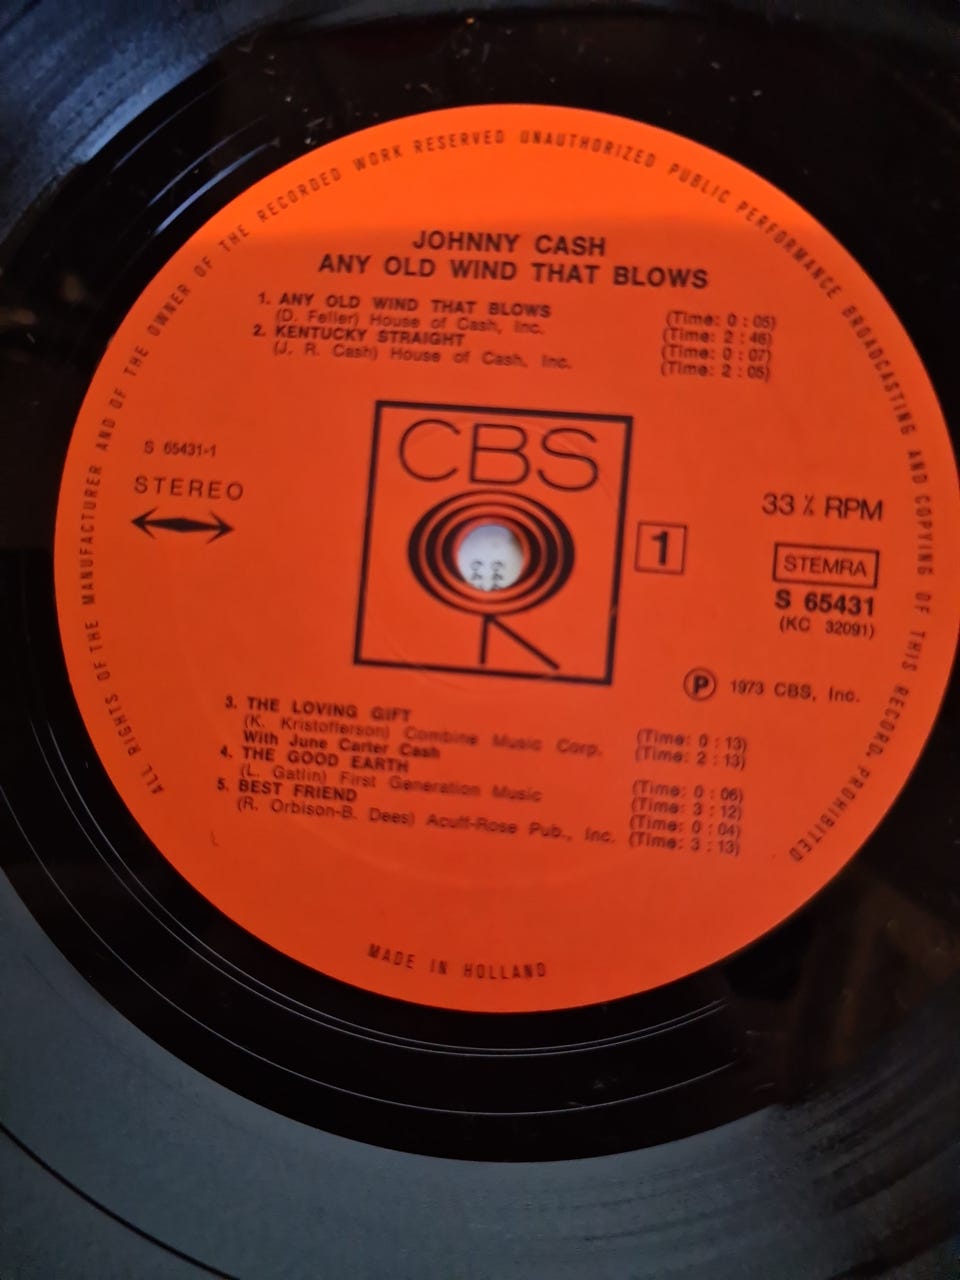 ALL RIGHTS OF THE MANUFACTURER AND OF THE OWNER OF THE RECORDED WORK RESERVED UNAUTHORIZED PUBLIC PERFORMANCE BROADCASTING AND COPYING OF THIS RECORD, PROHIBITED
JOHNNY CASH
ANY OLD WIND THAT BLOWS
1. ANY OLD WIND THAT BLOWS (Time: 0 : 05)
(D. Feller) House of Cash, Inc. (Time: 2 : 46)
2. KENTUCKY STRAIGHT (Time: 0 : 07)
(J. R. Cash) House of Cash, Inc. (Time: 2 : 05)
S 65431-1
STEREO
CBS
1
33 ⅓ RPM
STEMRA
S 65431
(KC 32091)
Ⓟ 1973 CBS, Inc.
3. THE LOVING GIFT
(K. Kristofferson) Combine Music Corp. (Time: 0 : 13)
With June Carter Cash (Time: 2 : 13)
4. THE GOOD EARTH
(L. Gatlin) First Generation Music (Time: 0 : 06)
5. BEST FRIEND (Time: 3 : 12)
(R. Orbison-B. Dees) Acuff-Rose Pub., Inc. (Time: 0 : 04)
(Time: 3 : 13)
MADE IN HOLLAND